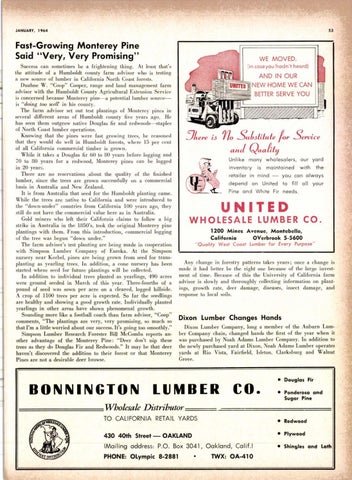 JANUARY, 1964
53
Fast-Growing Monterey Pine
Said "Very, Very Promising"
Success can sometimes be a frightening thing. At least that's
the attitude of a Humboldt county farm advisor who is testing
a new source of lumber in California North Coast forests.
"Coop" Cooper, range and land management farm
advisor with the Humboldt County Agricultural Extension Service
is concerned because Monterey pine—a potential lumber source—
is "doing too well" in his county.
The farm advisor set out test plantings of Monterey pines in
several different areas of Humboldt county five years ago. He
has seen them outgrow native Douglas fir and redwoods—staples
of North Coast lumber operations.
Knowing that the pines were fast growing trees, he reasoned
that they would do well in Humboldt forests, where 15 per cent
of all California commercial timber is grown.
While it takes a Douglas fir 60 to 80 years before logging and
70 to 80 years for a redwood, Monterey pines can be logged
in 20 years.
There are no reservations about the quality of the finished
lumber, since the trees are grown successfully on a commercial
basis in Australia and New Zealand.
It is from Australia that seed for the Humboldt planting came.
While the trees are native to California and were introduced to
the "down-under" countries from California 100 years ago, they
still do not have the commercial value here as in Australia.
Gold miners who left their California claims to follow a big
strike in Australia in the 1850's, took the original Monterey pine
plantings with them. From this introduction, commercial logging
of the tree was begun "down under."
The farm advisor's test planting are being made in cooperation
with Simpson Lumber Company of Eureka. At the Simpson
nursery near Korbel, pines are being grown from seed for trans-
planting as yearling trees. In addition, a cone nursery has been
started where seed for future plantings will be collected.
In addition to individual trees planted as yearlings, 490 acres
were ground seeded in March of this year. Three-fourths of a
pound of seed was sown per acre on a cleared, logged hillside.
A crop of 1100 trees per acre is expected. So far the seedlings
are healthy and showing a good growth rate. Individually planted
yearlings in other areas have shown phenomenal growth.
Sounding more like a football coach than farm advisor, "Coop"
comments, "The plantings are very, very promising, so much so
that I'm a little worried about our success. It's going too smoothly."
Simpson Lumber Research Forester Bill McComb reports an-
other advantage of the Monterey Pine: "Deer don't nip these
trees as they do Douglas Fir and Redwoods." It may be that deer
haven't discovered the addition to their forest or that Monterey
Pines are not a desirable deer browse.
WE MOVED.
(in case you hadn't heard!)
AND IN OUR
NEW HOME WE CAN
BETTER SERVE YOU
UNITED
There is No Substitute for Service
and Quality
Unlike many wholesalers, our yard
inventory is maintained with the
retailer in mind — you can always
depend on United to fill all your
Pine and White Fir needs.
UNITED
WHOLESALE LUMBER CO.
1200 Mines Avenue, Montebello,
California OVerbrook 5-5600
"Quality West Coast Lumber for Every Purpose"
Any change in forestry patterns takes years; once a change is
made it had better be the right one because of the large invest-
ment of time. Because of this the University of California farm
advisor is slowly and thoroughly collecting information on plant-
ings, growth rate, deer damage, diseases, insect damage, and
response to local soils.
Dixon Lumber Changes Hands
Dixon Lumber Company, long a member of the Auburn Lum-
ber Company chain, changed hands the first of the year when it
was purchased by Noah Adams Lumber Company. In addition to
the newly purchased yard at Dixon, Noah Adams Lumber operates
yards at Rio Vista, Fairfield, Isleton, Clarksburg and Walnut
Grove.
BONNINGTON LUMBER CO.
Wholesale Distributor
TO CALIFORNIA RETAIL YARDS
430 40th Street — OAKLAND
(Mailing address: P.O. Box 3041, Oakland, Calif.)
PHONE: OLympic 8-2881 • TWX: OA-410
• Douglas Fir
• Ponderosa and
Sugar Pine
• Redwood
• Plywood
• Shingles and Lath